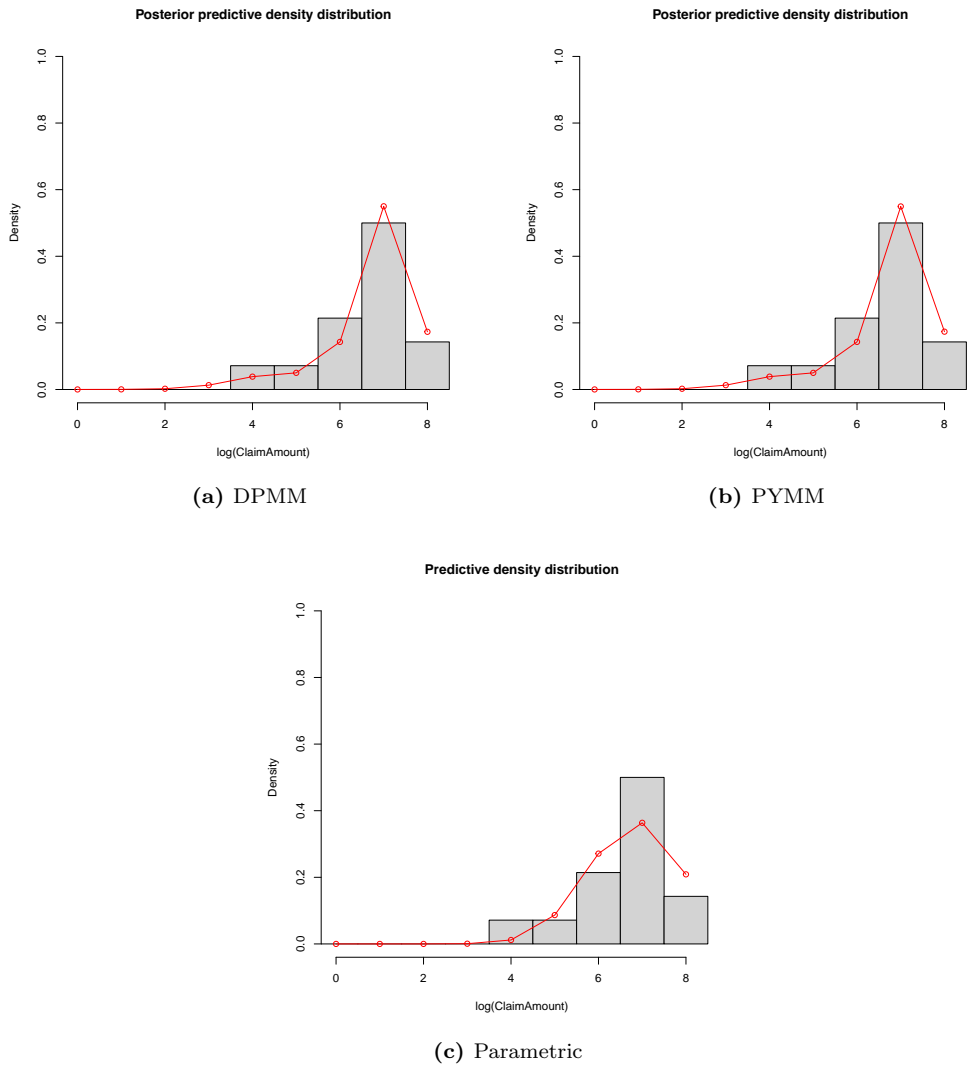 Posterior predictive density distribution
Density
0.0 0.2 0.4 0.6 0.8 1.0
0 2 4 6 8
log(ClaimAmount)
(a) DPMM
Posterior predictive density distribution
Density
0.0 0.2 0.4 0.6 0.8 1.0
0 2 4 6 8
log(ClaimAmount)
(b) PYMM
Predictive density distribution
Density
0.0 0.2 0.4 0.6 0.8 1.0
0 2 4 6 8
log(ClaimAmount)
(c) Parametric